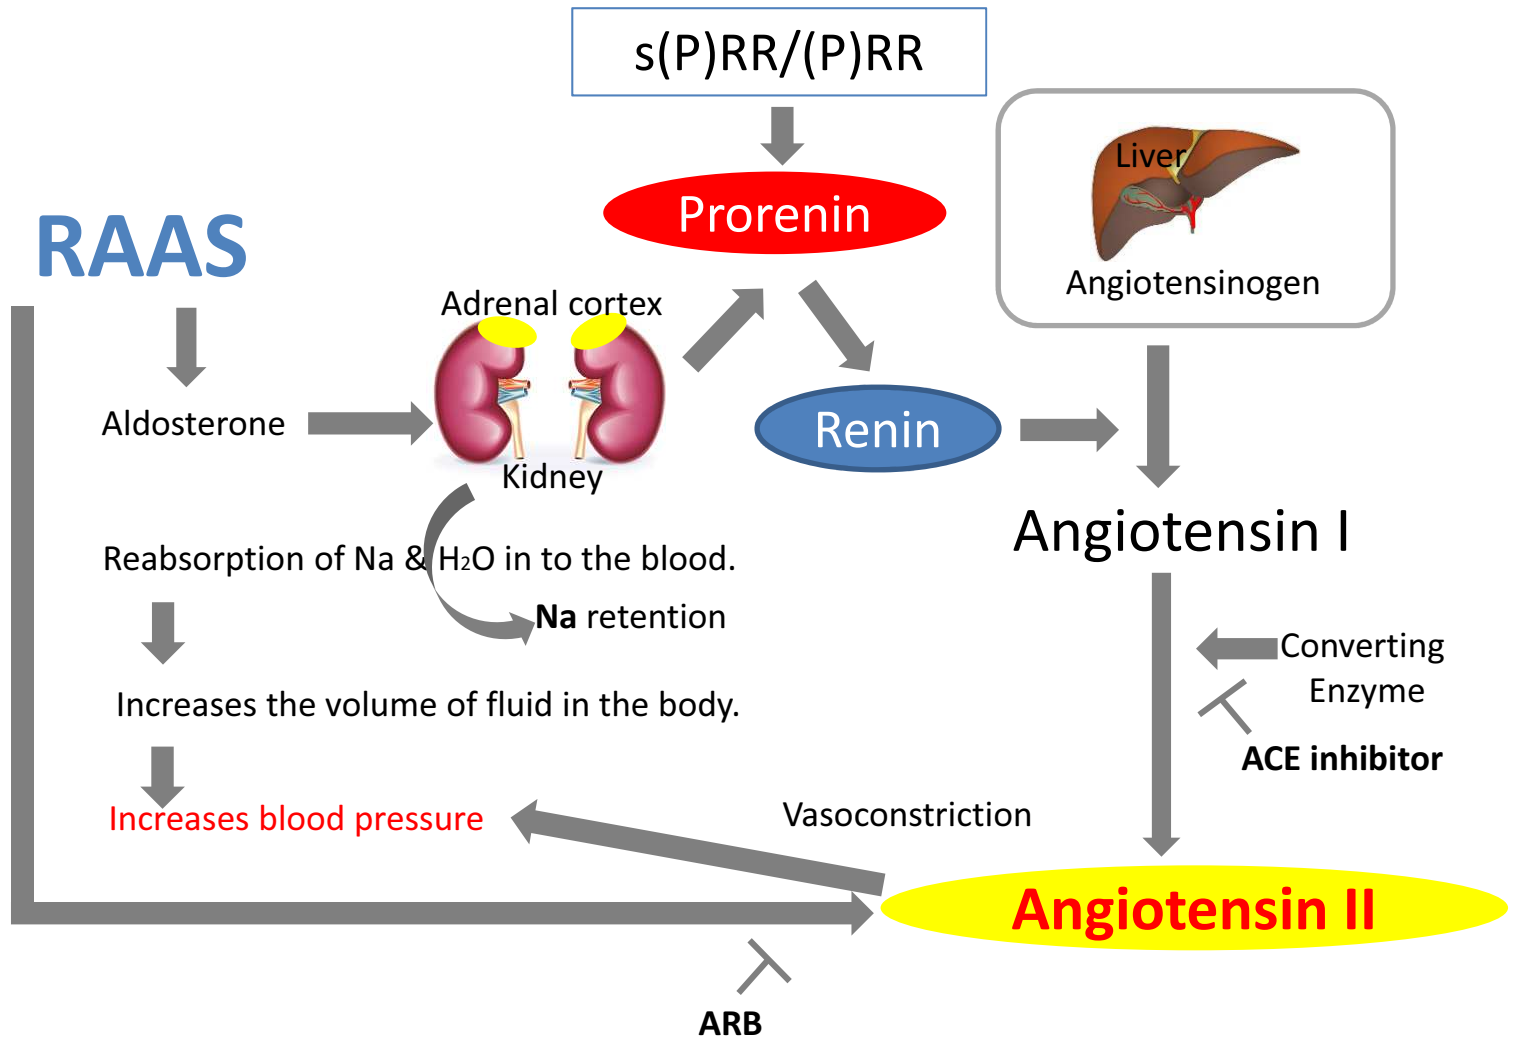 s(P)RR/(P)RR
Liver
Prorenin
RAAS
Angiotensinogen
Adrenal cortex
Aldosterone
Renin
Kidney
Angiotensin I
Reabsorption of Na & H₂O in to the blood.
Na retention
Converting
Enzyme
Increases the volume of fluid in the body.
ACE inhibitor
Increases blood pressure
Vasoconstriction
Angiotensin II
ARB